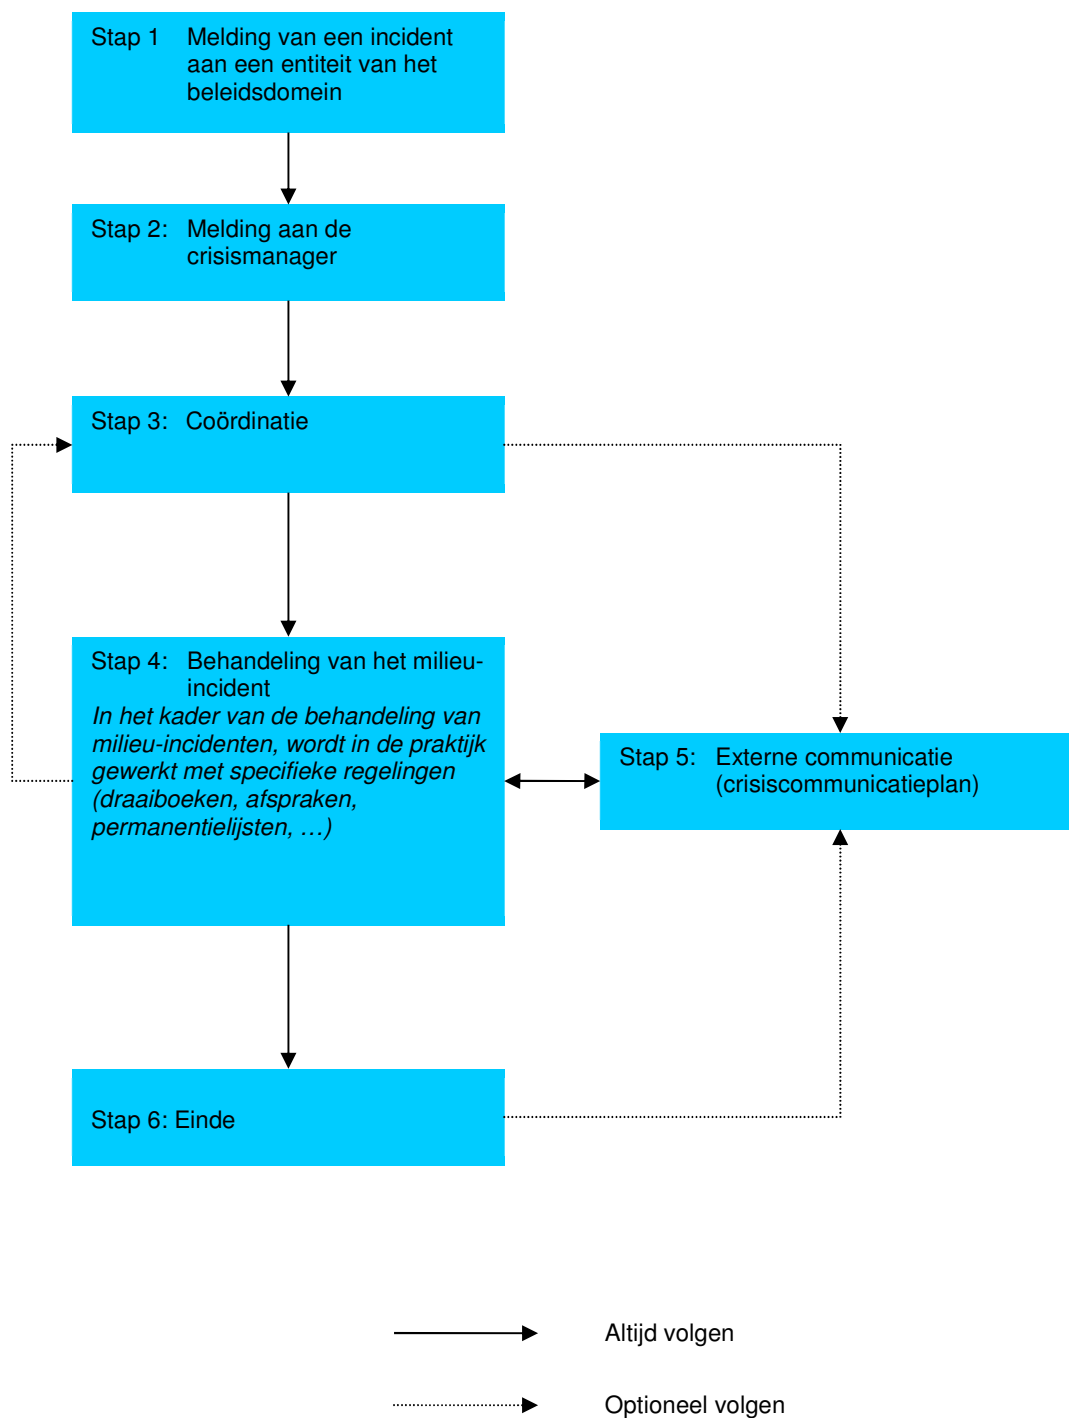 Stap 1 Melding van een incident
aan een entiteit van het
beleidsdomein
Stap 2: Melding aan de
crisismanager
Stap 3: Coördinatie
Stap 4: Behandeling van het milieu-
incident
In het kader van de behandeling van
milieu-incidenten, wordt in de praktijk
gewerkt met specifieke regelingen
(draaiboeken, afspraken,
permanentielijsten, …)
Stap 5: Externe communicatie
(crisiscommunicatieplan)
Stap 6: Einde
Altijd volgen
Optioneel volgen